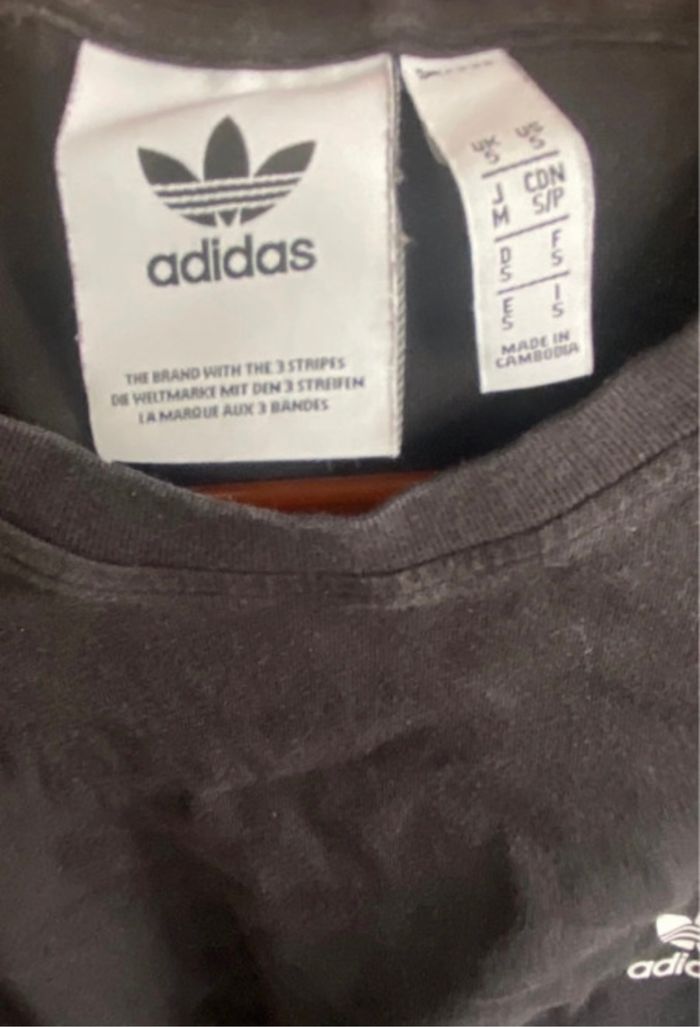 adidas
THE BRAND WITH THE 3 STRIPES
DIE WELTMARKE MIT DEN 3 STREIFEN
LA MARQUE AUX 3 BANDES
UK US
S S
J CDN
M S/P
D F
S S
E I
S S
MADE IN
CAMBODIA